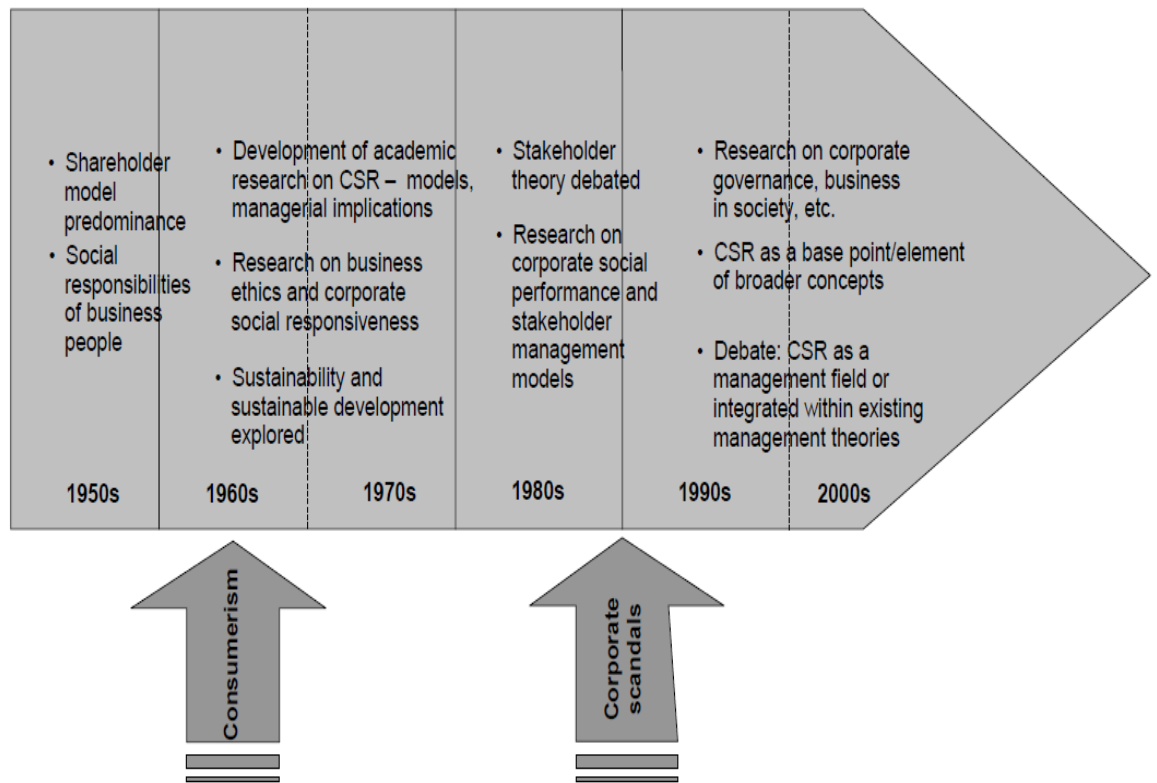 • Shareholder
model
predominance
• Social
responsibilities
of business
people
• Development of academic
research on CSR – models,
managerial implications
• Research on business
ethics and corporate
social responsiveness
• Sustainability and
sustainable development
explored
• Stakeholder
theory debated
• Research on
corporate social
performance and
stakeholder
management
models
• Research on corporate
governance, business
in society, etc.
• CSR as a base point/element
of broader concepts
• Debate: CSR as a
management field or
integrated within existing
management theories
1950s
1960s
1970s
1980s
1990s
2000s
Consumerism
Corporate
scandals